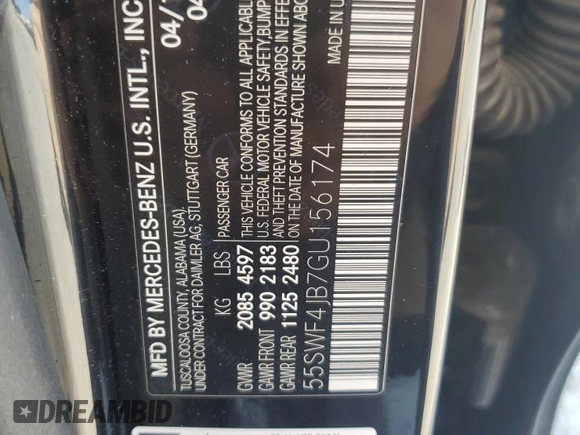 MFD BY MERCEDES-BENZ U.S. INTL., INC
04/
TUSCALOOSA COUNTY, ALABAMA (USA).
UNDER CONTRACT FOR DAIMLER AG, STUTTGART (GERMANY)
KG LBS PASSENGER CAR
GVWR 2085 4597 THIS VEHICLE CONFORMS TO ALL APPLICABLE
GAWR FRONT 990 2183 U.S. FEDERAL MOTOR VEHICLE SAFETY, BUMPER
GAWR REAR 1125 2480 AND THEFT PREVENTION STANDARDS IN EFFECT
ON THE DATE OF MANUFACTURE SHOWN ABOVE
55SWF4JB7GU156174
MADE IN U
DREAMBID